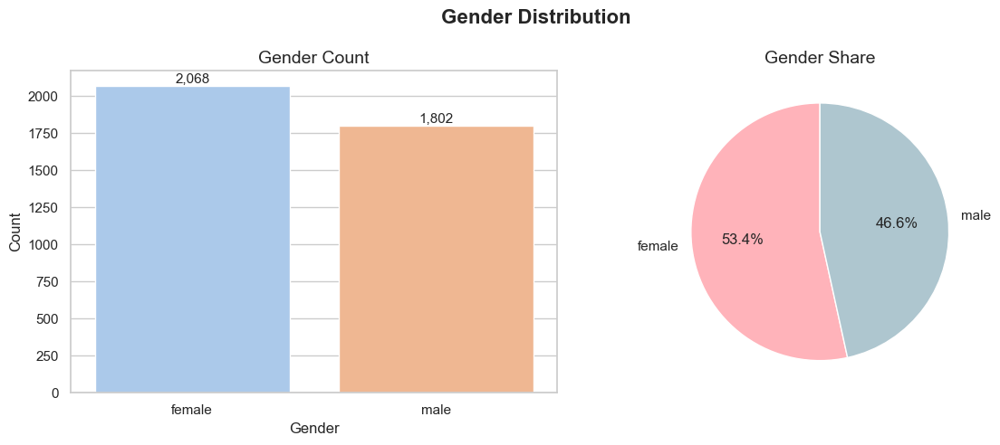 Gender Distribution
Gender Count
2,068
1,802
2000
1750
1500
1250
1000
750
500
250
0
Count
female
male
Gender
Gender Share
46.6%
male
53.4%
female